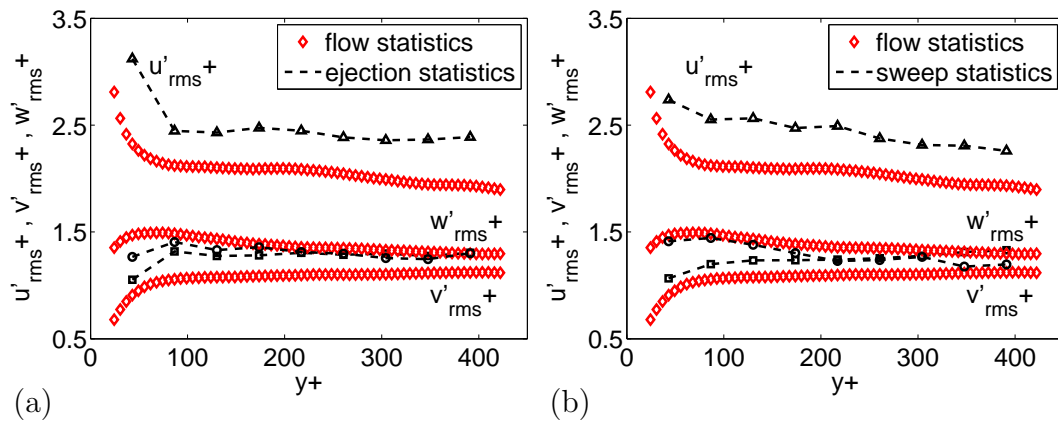 3.5
2.5
1.5
0.5
u'rms+ , v'rms+ , w'rms+
flow statistics
ejection statistics
u'rms+
w'rms+
v'rms+
0 100 200 300 400
y+
(a)
3.5
2.5
1.5
0.5
u'rms+ , v'rms+ , w'rms+
flow statistics
sweep statistics
u'rms+
w'rms+
v'rms+
0 100 200 300 400
y+
(b)